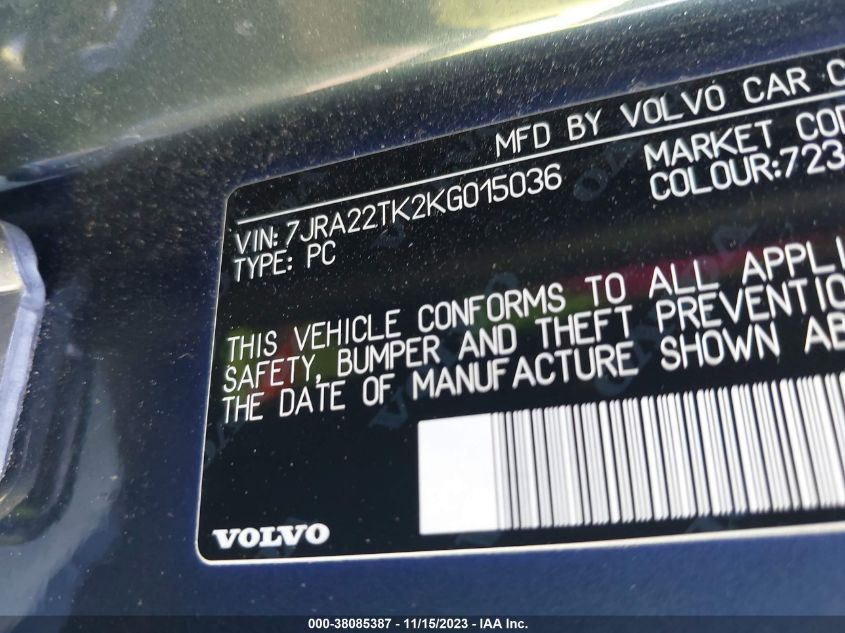 MFD BY VOLVO CAR C
MARKET COD
COLOUR:723
VIN: 7JRA22TK2KG015036
TYPE: PC
THIS VEHICLE CONFORMS TO ALL APPLI
SAFETY, BUMPER AND THEFT PREVENTIO
THE DATE OF MANUFACTURE SHOWN AB
VOLVO
000-38085387 - 11/15/2023 - IAA Inc.